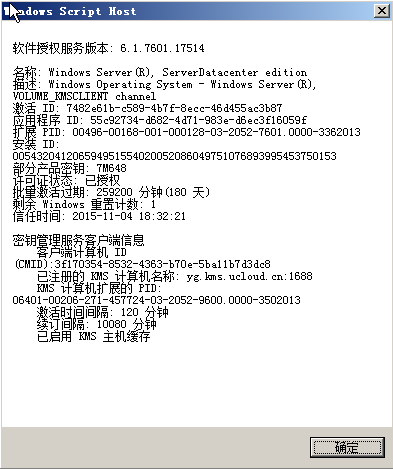 Windows Script Host
软件授权服务版本: 6.1.7601.17514
名称: Windows Server(R), ServerDatacenter edition
描述: Windows Operating System - Windows Server(R),
VOLUME_KMSCLIENT channel
激活 ID: 7482e61b-c589-4b7f-8ecc-46d455ac3b87
应用程序 ID: 55c92734-d682-4d71-983e-d6ec3f16059f
扩展 PID: 00496-00168-001-000128-03-2052-7601.0000-3362013
安装 ID:
005432041206594951554020052086049751076893995453750153
部分产品密钥: 7M648
许可证状态: 已授权
批量激活过期: 259200 分钟(180 天)
剩余 Windows 重置计数: 1
信任时间: 2015-11-04 18:32:21
密钥管理服务客户端信息
客户端计算机 ID
(CMID):3f170354-8532-4363-b70e-5ba11b7d3dc8
已注册的 KMS 计算机名称: yg.kms.ucloud.cn:1688
KMS 计算机扩展的 PID:
06401-00206-271-457724-03-2052-9600.0000-3502013
激活时间间隔: 120 分钟
续订间隔: 10080 分钟
已启用 KMS 主机缓存
确定